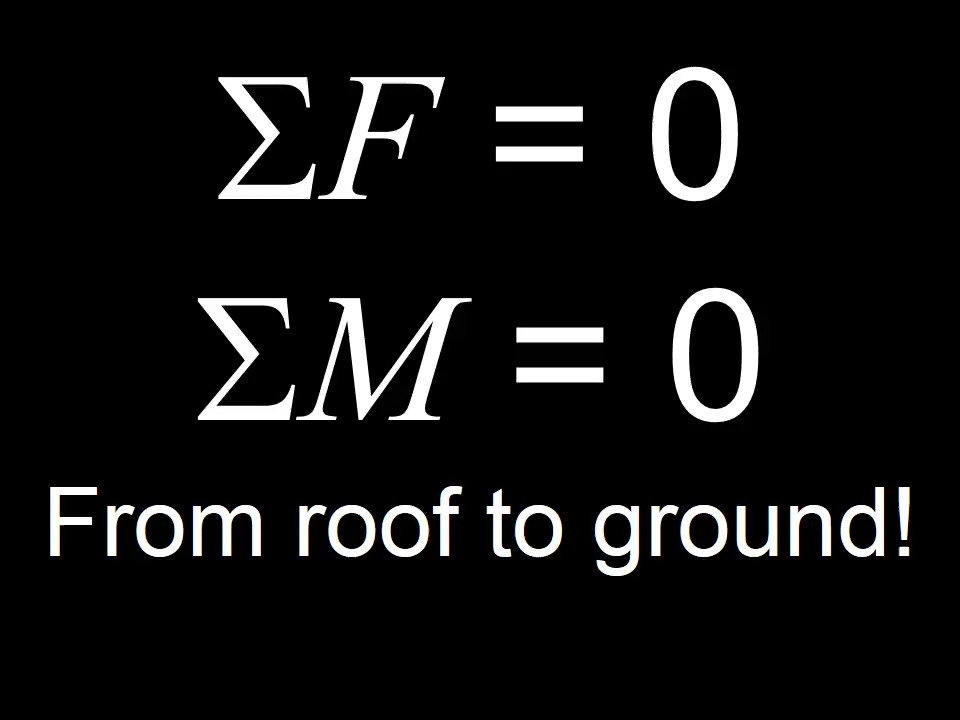 ΣF = 0
ΣM = 0
From roof to ground!